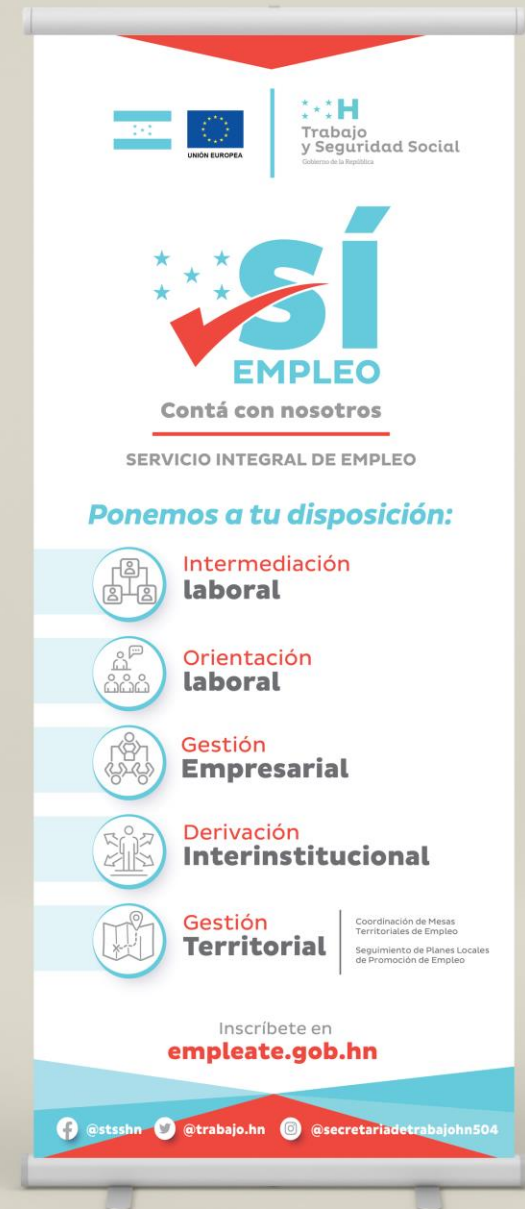 UNIÓN EUROPEA
H
Trabajo
y Seguridad Social
Gobierno de la República
SÍ
EMPLEO
Contá con nosotros
SERVICIO INTEGRAL DE EMPLEO
Ponemos a tu disposición:
Intermediación
laboral
Orientación
laboral
Gestión
Empresarial
Derivación
Interinstitucional
Gestión
Territorial
Coordinación de Mesas
Territoriales de Empleo
Seguimiento de Planes Locales
de Promoción de Empleo
Inscríbete en
empleate.gob.hn
@stsshn @trabajo.hn @secretariadetrabajohn504